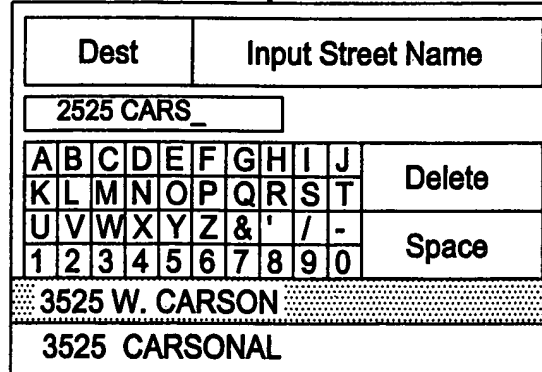 Dest Input Street Name
2525 CARS_
A B C D E F G H I J
K L M N O P Q R S T Delete
U V W X Y Z & ' / -
1 2 3 4 5 6 7 8 9 0 Space
3525 W. CARSON
3525 CARSONAL